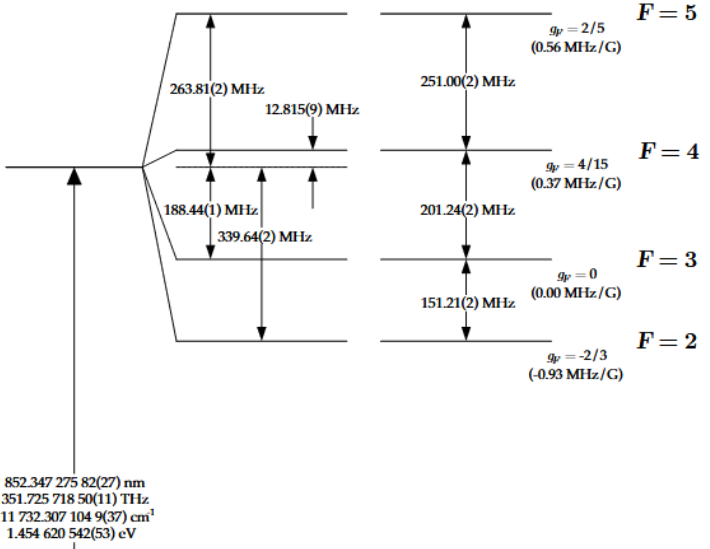 F = 5
g_F = 2/5
(0.56 MHz/G)
263.81(2) MHz
251.00(2) MHz
12.815(9) MHz
F = 4
g_F = 4/15
(0.37 MHz/G)
188.44(1) MHz
201.24(2) MHz
339.64(2) MHz
F = 3
g_F = 0
(0.00 MHz/G)
151.21(2) MHz
F = 2
g_F = -2/3
(-0.93 MHz/G)
852.347 275 82(27) nm
351.725 718 50(11) THz
11 732.307 104 9(37) cm⁻¹
1.454 620 542(53) eV